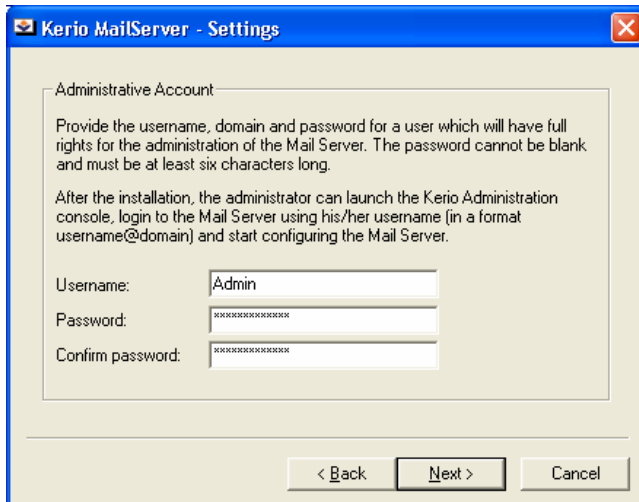 Kerio MailServer - Settings
Administrative Account
Provide the username, domain and password for a user which will have full
rights for the administration of the Mail Server. The password cannot be blank
and must be at least six characters long.
After the installation, the administrator can launch the Kerio Administration
console, login to the Mail Server using his/her username (in a format
username@domain) and start configuring the Mail Server.
Username: Admin
Password: *************
Confirm password: *************
< Back Next > Cancel